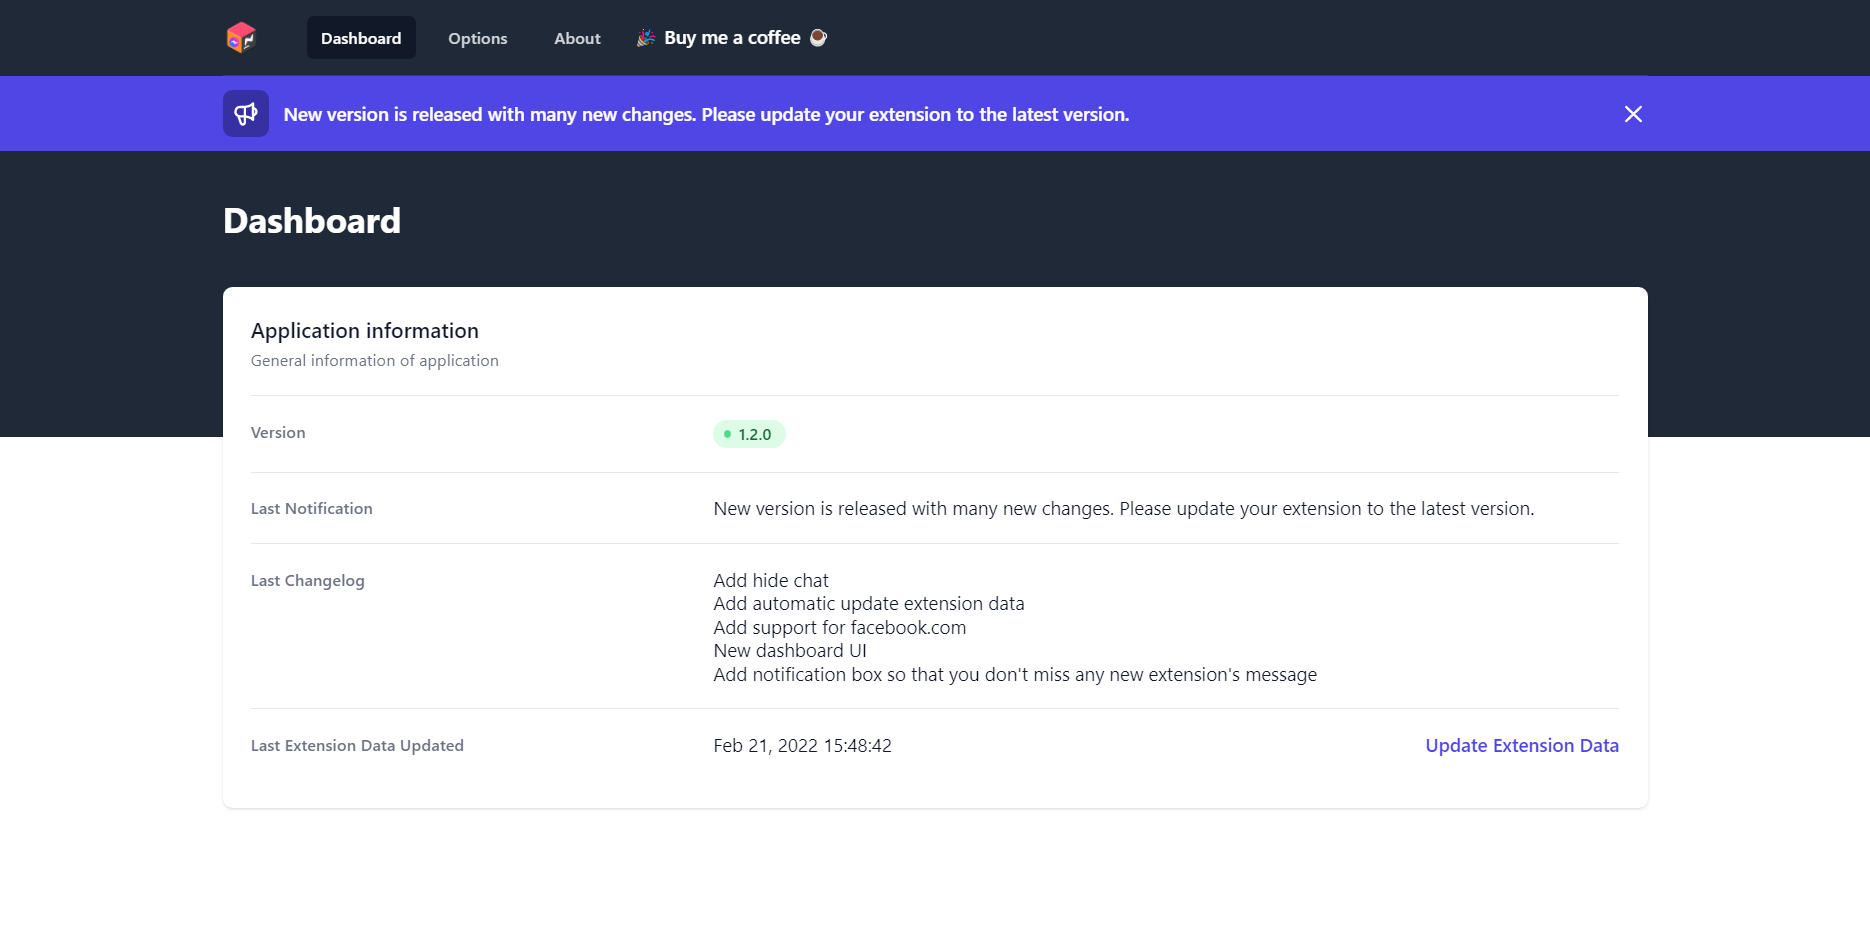 Dashboard
Options
About
🎉 Buy me a coffee ☕
New version is released with many new changes. Please update your extension to the latest version.
Dashboard
Application information
General information of application
Version
1.2.0
Last Notification
New version is released with many new changes. Please update your extension to the latest version.
Last Changelog
Add hide chat
Add automatic update extension data
Add support for facebook.com
New dashboard UI
Add notification box so that you don't miss any new extension's message
Last Extension Data Updated
Feb 21, 2022 15:48:42
Update Extension Data